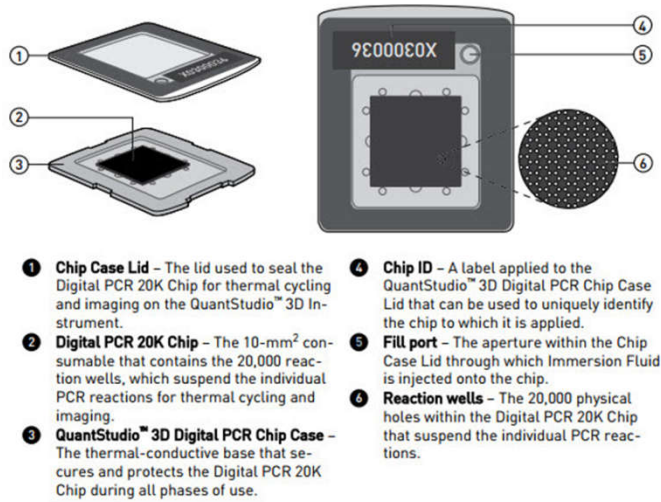 1
X0300036
2
3
X0300036
4
5
6
1 Chip Case Lid – The lid used to seal the
Digital PCR 20K Chip for thermal cycling
and imaging on the QuantStudio™ 3D In-
strument.
2 Digital PCR 20K Chip – The 10-mm² con-
sumable that contains the 20,000 reac-
tion wells, which suspend the individual
PCR reactions for thermal cycling and
imaging.
3 QuantStudio™ 3D Digital PCR Chip Case –
The thermal-conductive base that se-
cures and protects the Digital PCR 20K
Chip during all phases of use.
4 Chip ID – A label applied to the
QuantStudio™ 3D Digital PCR Chip Case
Lid that can be used to uniquely identify
the chip to which it is applied.
5 Fill port – The aperture within the Chip
Case Lid through which Immersion Fluid
is injected onto the chip.
6 Reaction wells – The 20,000 physical
holes within the Digital PCR 20K Chip
that suspend the individual PCR reac-
tions.